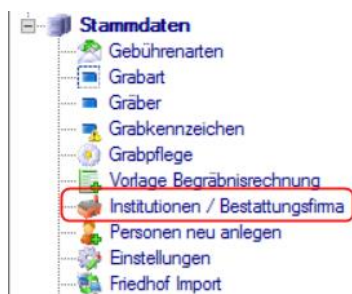 Stammdaten
Gebührenarten
Grabart
Gräber
Grabkennzeichen
Grabpflege
Vorlage Begräbnisrechnung
Institutionen / Bestattungsfirma
Personen neu anlegen
Einstellungen
Friedhof Import